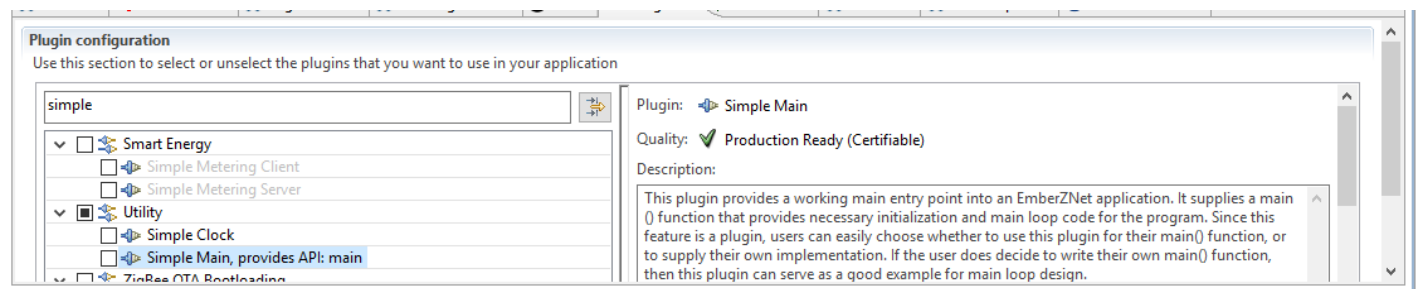 Plugin configuration
Use this section to select or unselect the plugins that you want to use in your application
simple
Smart Energy
Simple Metering Client
Simple Metering Server
Utility
Simple Clock
Simple Main, provides API: main
ZigBee OTA Bootloading
Plugin: Simple Main
Quality: Production Ready (Certifiable)
Description:
This plugin provides a working main entry point into an EmberZNet application. It supplies a main
() function that provides necessary initialization and main loop code for the program. Since this
feature is a plugin, users can easily choose whether to use this plugin for their main() function, or
to supply their own implementation. If the user does decide to write their own main() function,
then this plugin can serve as a good example for main loop design.